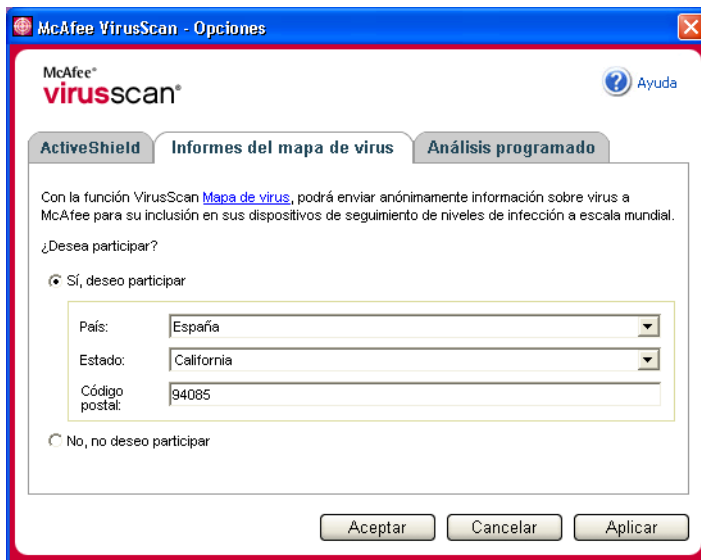 McAfee VirusScan - Opciones
McAfee®
virusscan®
? Ayuda
ActiveShield Informes del mapa de virus Análisis programado
Con la función VirusScan Mapa de virus, podrá enviar anónimamente información sobre virus a
McAfee para su inclusión en sus dispositivos de seguimiento de niveles de infección a escala mundial.
¿Desea participar?
Sí, deseo participar
País: España
Estado: California
Código
postal: 94085
No, no deseo participar
Aceptar Cancelar Aplicar